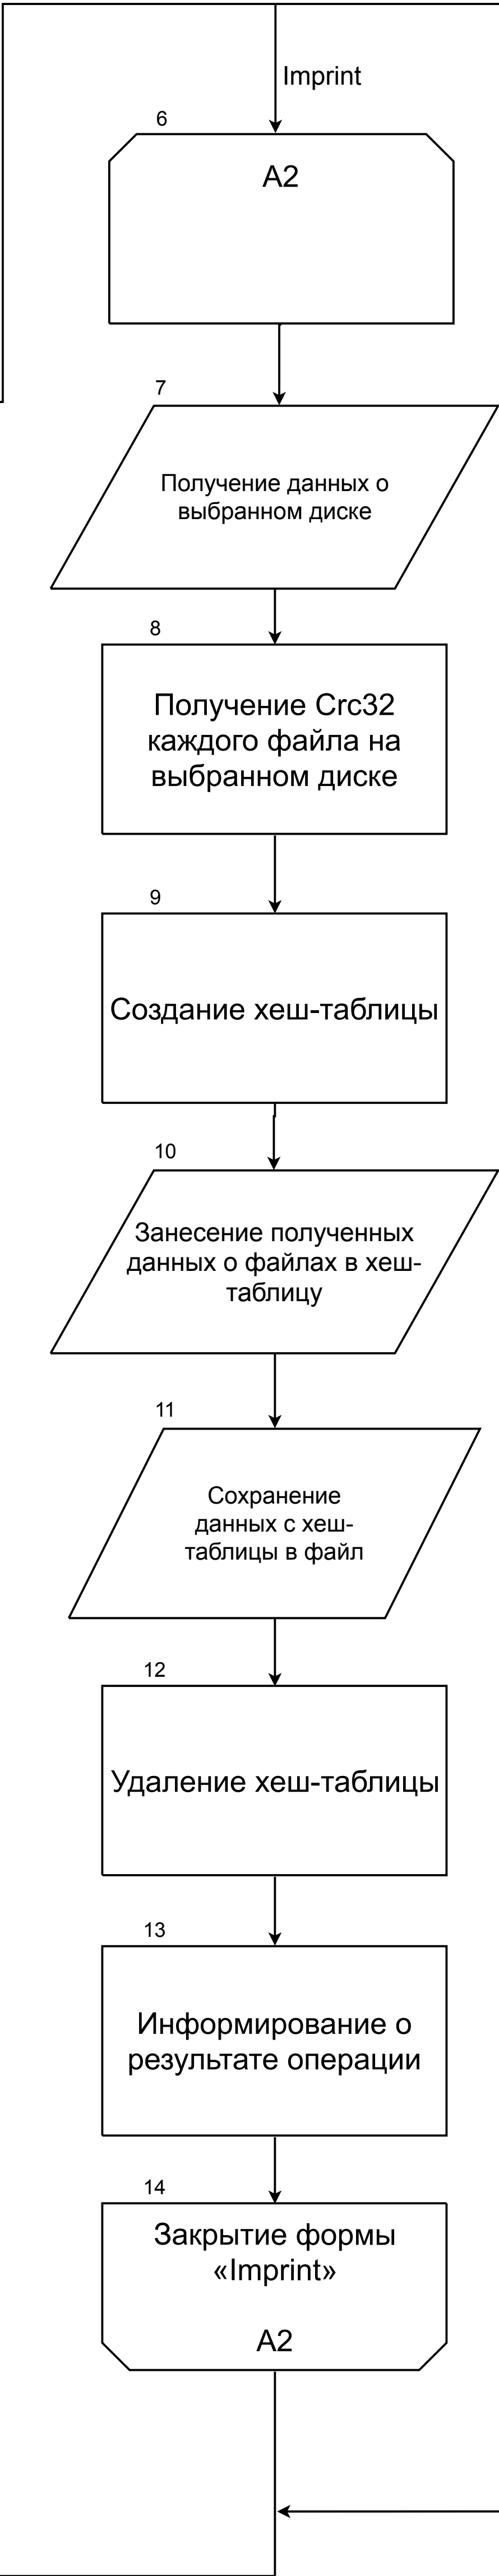 Imprint
6
A2
7
Получение данных о
выбранном диске
8
Получение Crc32
каждого файла на
выбранном диске
9
Создание хеш-таблицы
10
Занесение полученных
данных о файлах в хеш-
таблицу
11
Сохранение
данных с хеш-
таблицы в файл
12
Удаление хеш-таблицы
13
Информирование о
результате операции
14
Закрытие формы
«Imprint»
A2